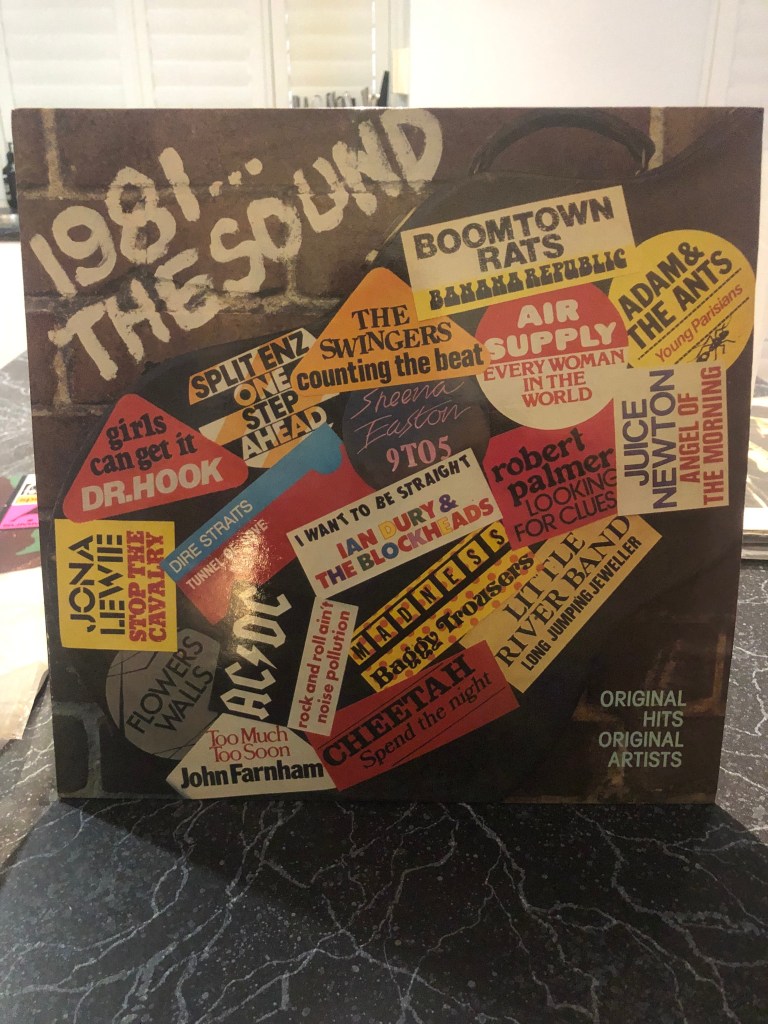 1981...
THE SOUND
BOOMTOWN
RATS
BANANA REPUBLIC
ADAM &
THE ANTS
Young Parisians
THE
SWINGERS
counting the beat
AIR
SUPPLY
EVERY WOMAN
IN THE
WORLD
SPLIT ENZ
ONE
STEP
AHEAD
Sheena
Easton
9TO5
JUICE
NEWTON
ANGEL OF
THE MORNING
girls
can get it
DR.HOOK
robert
palmer
LOOKING
FOR CLUES
I WANT TO BE STRAIGHT
IAN DURY &
THE BLOCKHEADS
DIRE STRAITS
TUNNEL OF LOVE
JONA
LEWIE
STOP THE
CAVALRY
MADNESS
Baggy Trousers
LITTLE
RIVER BAND
LONG JUMPING JEWELLER
AC/DC
rock and roll ain't
noise pollution
FLOWERS
WALLS
CHEETAH
Spend the night
Too Much
Too Soon
John Farnham
ORIGINAL
HITS
ORIGINAL
ARTISTS